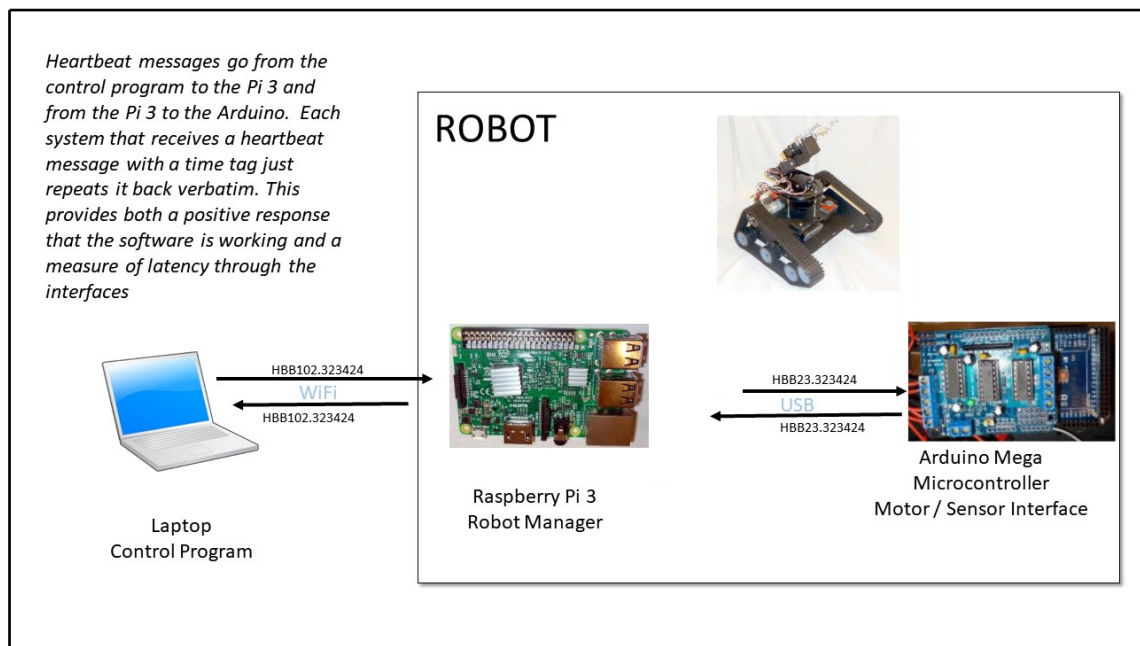 Heartbeat messages go from the
control program to the Pi 3 and
from the Pi 3 to the Arduino. Each
system that receives a heartbeat
message with a time tag just
repeats it back verbatim. This
provides both a positive response
that the software is working and a
measure of latency through the
interfaces
ROBOT
HBB102.323424
WiFi
HBB102.323424
HBB23.323424
USB
HBB23.323424
Laptop
Control Program
Raspberry Pi 3
Robot Manager
Arduino Mega
Microcontroller
Motor / Sensor Interface